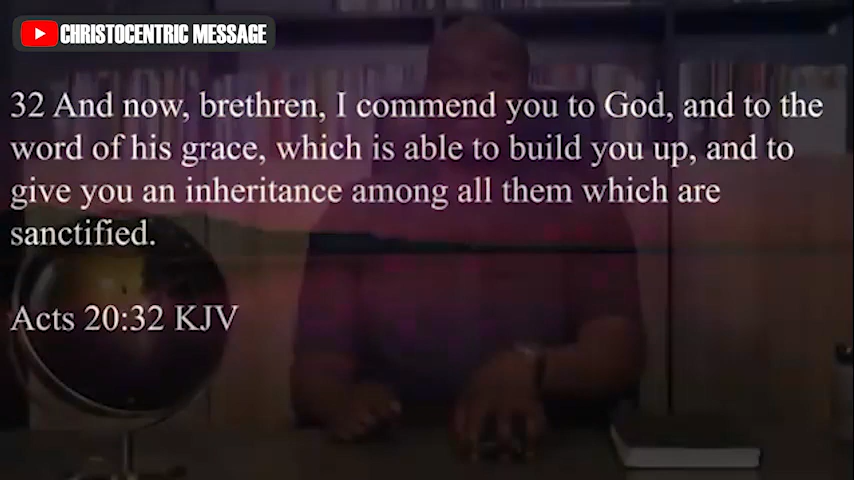 CHRISTOCENTRIC MESSAGE
32 And now, brethren, I commend you to God, and to the
word of his grace, which is able to build you up, and to
give you an inheritance among all them which are
sanctified.
Acts 20:32 KJV